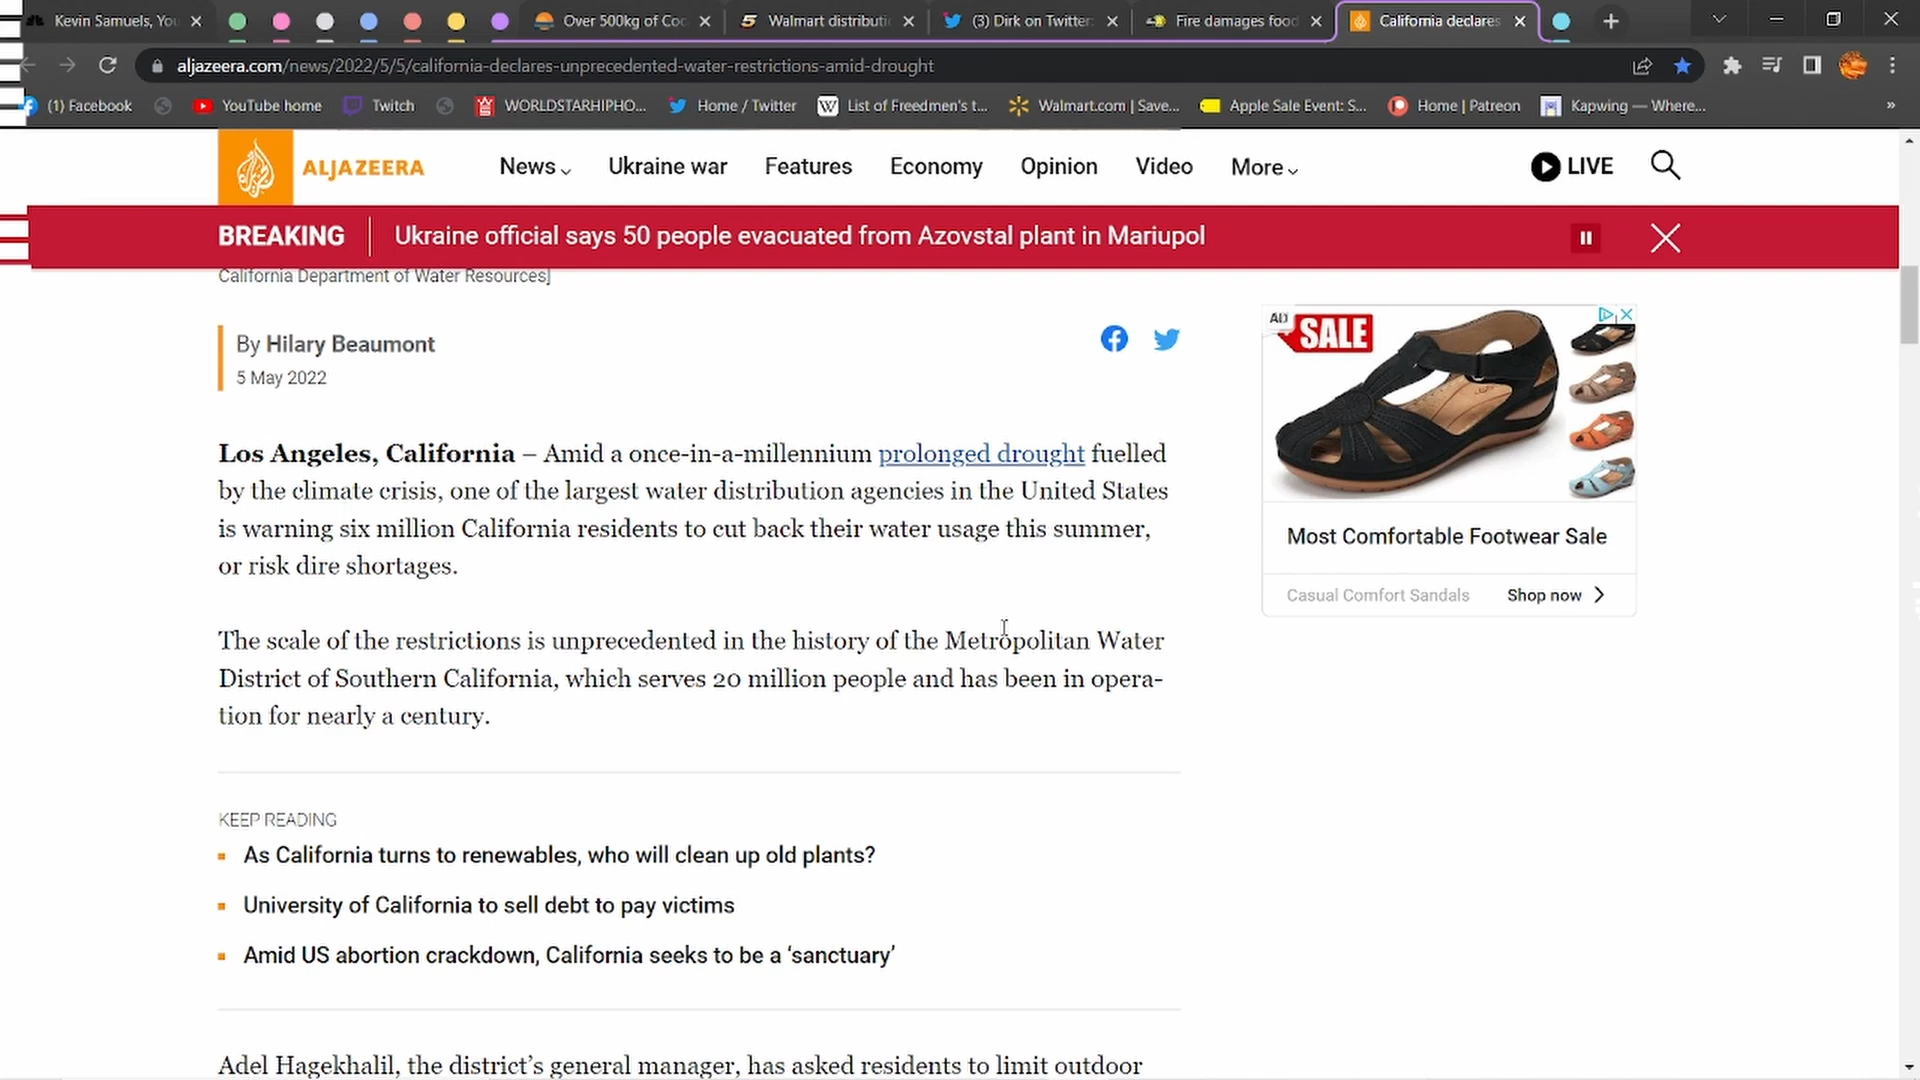 Kevin Samuels, You
Over 500kg of Coc
Walmart distributi
(3) Dirk on Twitter:
Fire damages food
California declares
aljazeera.com/news/2022/5/5/california-declares-unprecedented-water-restrictions-amid-drought
(1) Facebook
YouTube home
Twitch
WORLDSTARHIPHO...
Home / Twitter
List of Freedmen's t...
Walmart.com | Save...
Apple Sale Event: S...
Home | Patreon
Kapwing — Where...
»
ALJAZEERA
News
Ukraine war
Features
Economy
Opinion
Video
More
LIVE
BREAKING
Ukraine official says 50 people evacuated from Azovstal plant in Mariupol
California Department of Water Resources]
By Hilary Beaumont
5 May 2022
AD
SALE
Most Comfortable Footwear Sale
Casual Comfort Sandals
Shop now
Los Angeles, California – Amid a once-in-a-millennium prolonged drought fuelled
by the climate crisis, one of the largest water distribution agencies in the United States
is warning six million California residents to cut back their water usage this summer,
or risk dire shortages.
The scale of the restrictions is unprecedented in the history of the Metropolitan Water
District of Southern California, which serves 20 million people and has been in opera-
tion for nearly a century.
KEEP READING
As California turns to renewables, who will clean up old plants?
University of California to sell debt to pay victims
Amid US abortion crackdown, California seeks to be a ‘sanctuary’
Adel Hagekhalil, the district’s general manager, has asked residents to limit outdoor